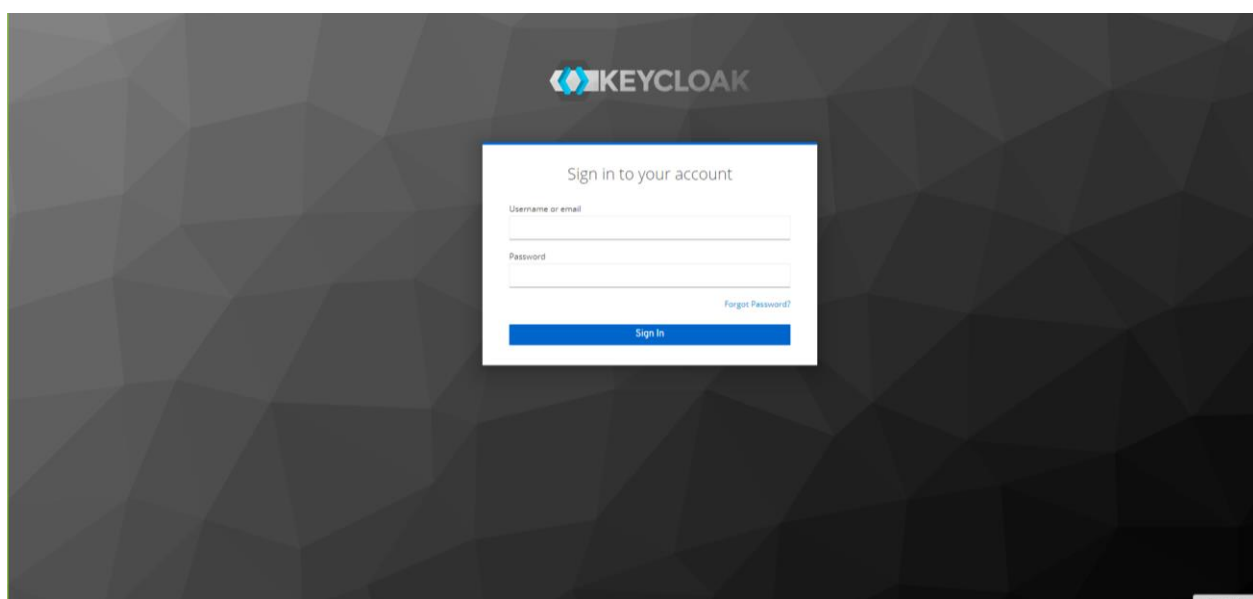 KEYCLOAK
Sign in to your account
Username or email
Password
Forgot Password?
Sign In